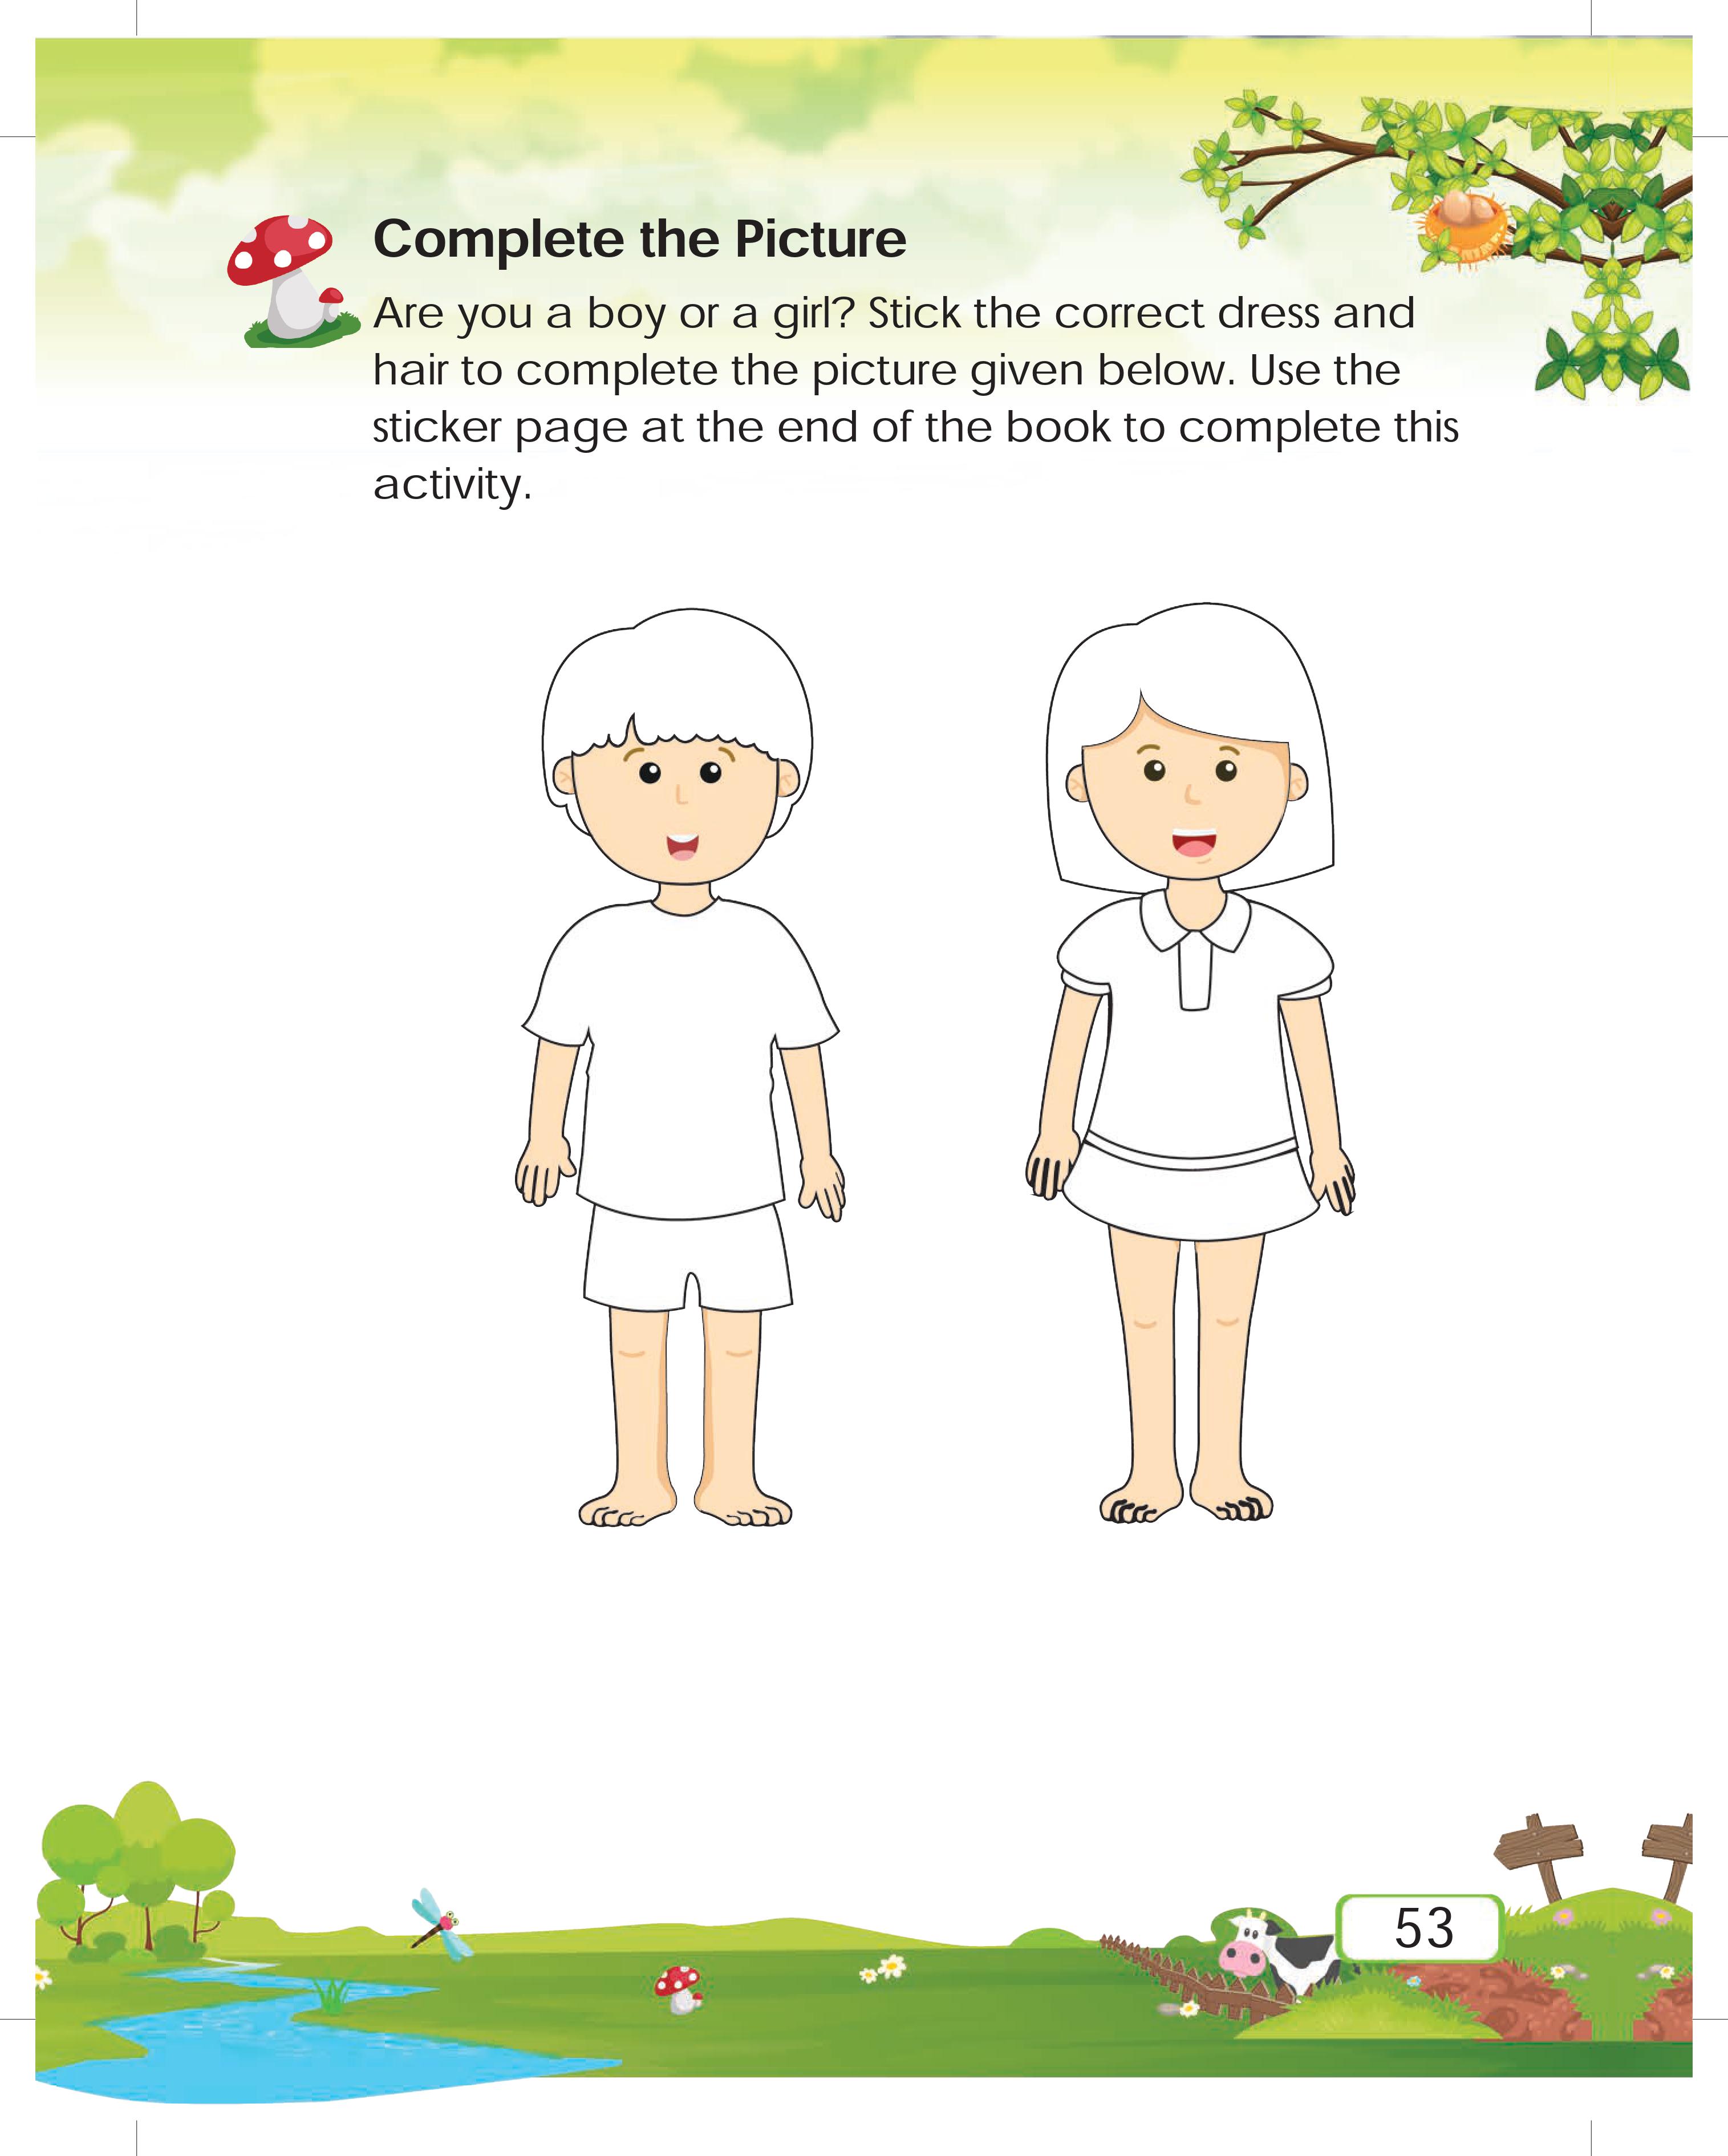 Complete the Picture
Are you a boy or a girl? Stick the correct dress and
hair to complete the picture given below. Use the
sticker page at the end of the book to complete this
activity.
53